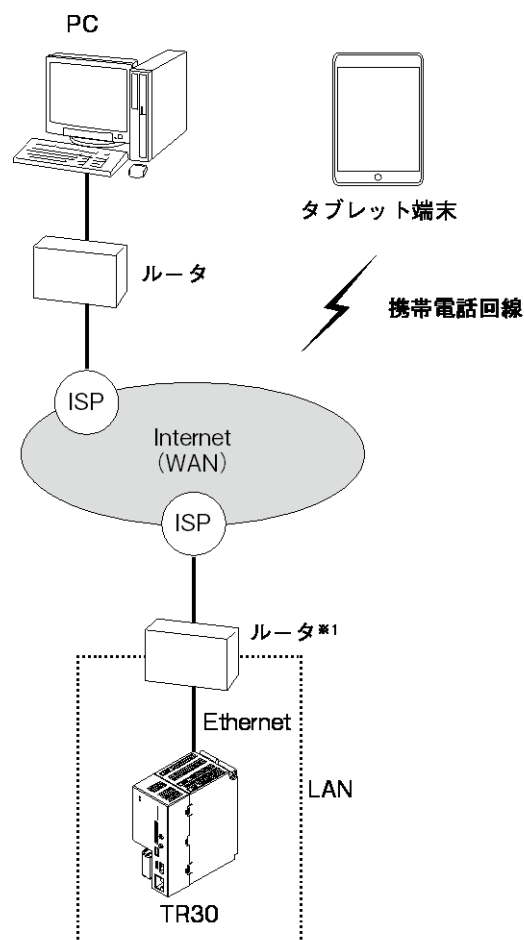 PC
タブレット端末
ルータ
携帯電話回線
ISP
Internet
（WAN）
ISP
ルータ※1
Ethernet
LAN
TR30